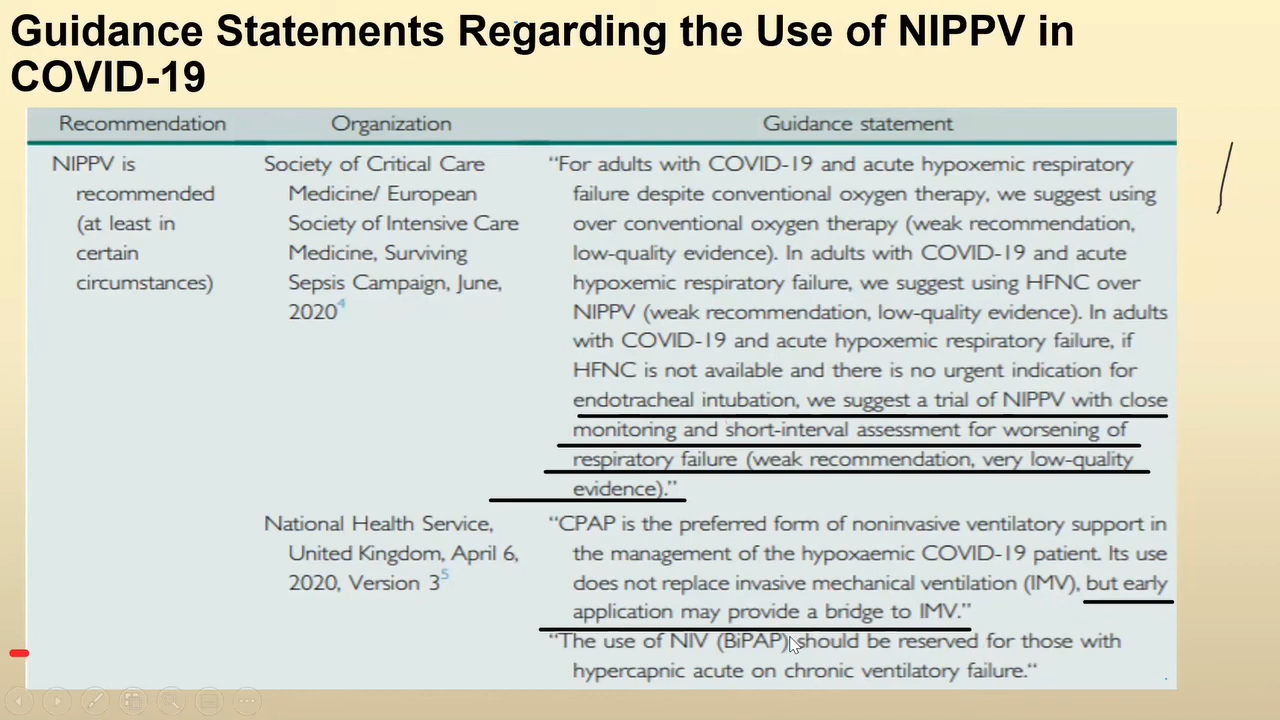 Guidance Statements Regarding the Use of NIPPV in
COVID-19
Recommendation Organization Guidance statement
NIPPV is
recommended
(at least in
certain
circumstances)
Society of Critical Care
Medicine/ European
Society of Intensive Care
Medicine, Surviving
Sepsis Campaign, June,
2020⁴
“For adults with COVID-19 and acute hypoxemic respiratory
failure despite conventional oxygen therapy, we suggest using
over conventional oxygen therapy (weak recommendation,
low-quality evidence). In adults with COVID-19 and acute
hypoxemic respiratory failure, we suggest using HFNC over
NIPPV (weak recommendation, low-quality evidence). In adults
with COVID-19 and acute hypoxemic respiratory failure, if
HFNC is not available and there is no urgent indication for
endotracheal intubation, we suggest a trial of NIPPV with close
monitoring and short-interval assessment for worsening of
respiratory failure (weak recommendation, very low-quality
evidence).”
National Health Service,
United Kingdom, April 6,
2020, Version 3⁵
“CPAP is the preferred form of noninvasive ventilatory support in
the management of the hypoxaemic COVID-19 patient. Its use
does not replace invasive mechanical ventilation (IMV), but early
application may provide a bridge to IMV.”
“The use of NIV (BiPAP) should be reserved for those with
hypercapnic acute on chronic ventilatory failure.“